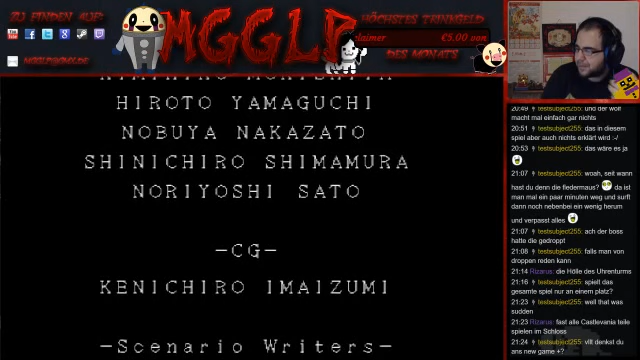 ZU FINDEN AUF:
MGGLP@GMX.DE
MGGLP
HÖCHSTES TRINKGELD
elaimer €5.00 von
DES MONATS
HIROTO YAMAGUCHI
NOBUYA NAKAZATO
SHINICHIRO SHIMAMURA
NORIYOSHI SATO
-CG-
KENICHIRO IMAIZUMI
-Scenario Writers-
20:49 testsubject255: und der wolf
macht mal einfach gar nichts
20:51 testsubject255: das in diesem
spiel aber auch nichts erklärt wird :-/
20:53 testsubject255: das wäre es ja
21:07 testsubject255: woah, seit wann
hast du denn die fledermaus? da ist
man mal ein paar minuten weg und surft
dann noch nebenbei ein wenig herum
und verpasst alles
21:07 testsubject255: ach der boss
hatte die gedroppt
21:08 testsubject255: falls man von
droppen reden kann
21:14 Rizarus: die Hölle des Uhrenturms
21:16 testsubject255: spielt das
gesamte spiel nur an einem platz?
21:23 testsubject255: well that was
sudden
21:23 Rizarus: fast alle Castlevania teile
spielen im Schloss
21:24 testsubject255: vllt denkst du
ans new game +?